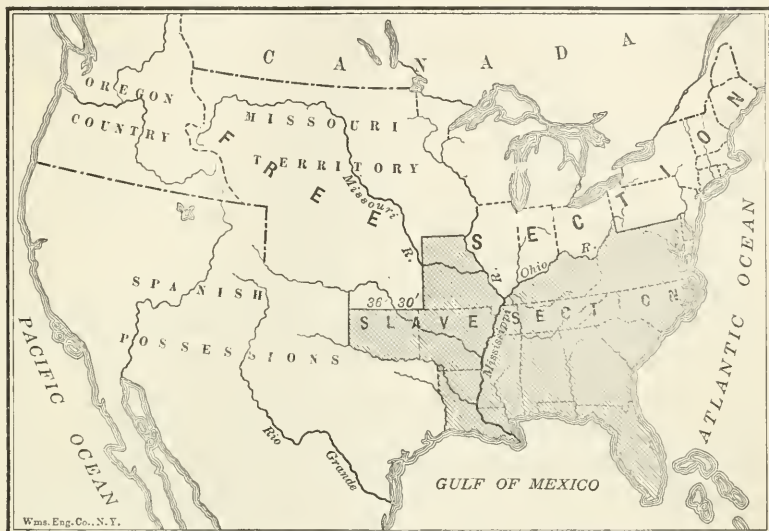 CANADA
OREGON
COUNTRY
MISSOURI
TERRITORY
FREE SECTION
Missouri R.
Ohio R.
36° 30'
SLAVE SECTION
Mississippi R.
SPANISH
POSSESSIONS
Rio Grande
PACIFIC OCEAN
ATLANTIC OCEAN
GULF OF MEXICO
Wms. Eng. Co., N. Y.